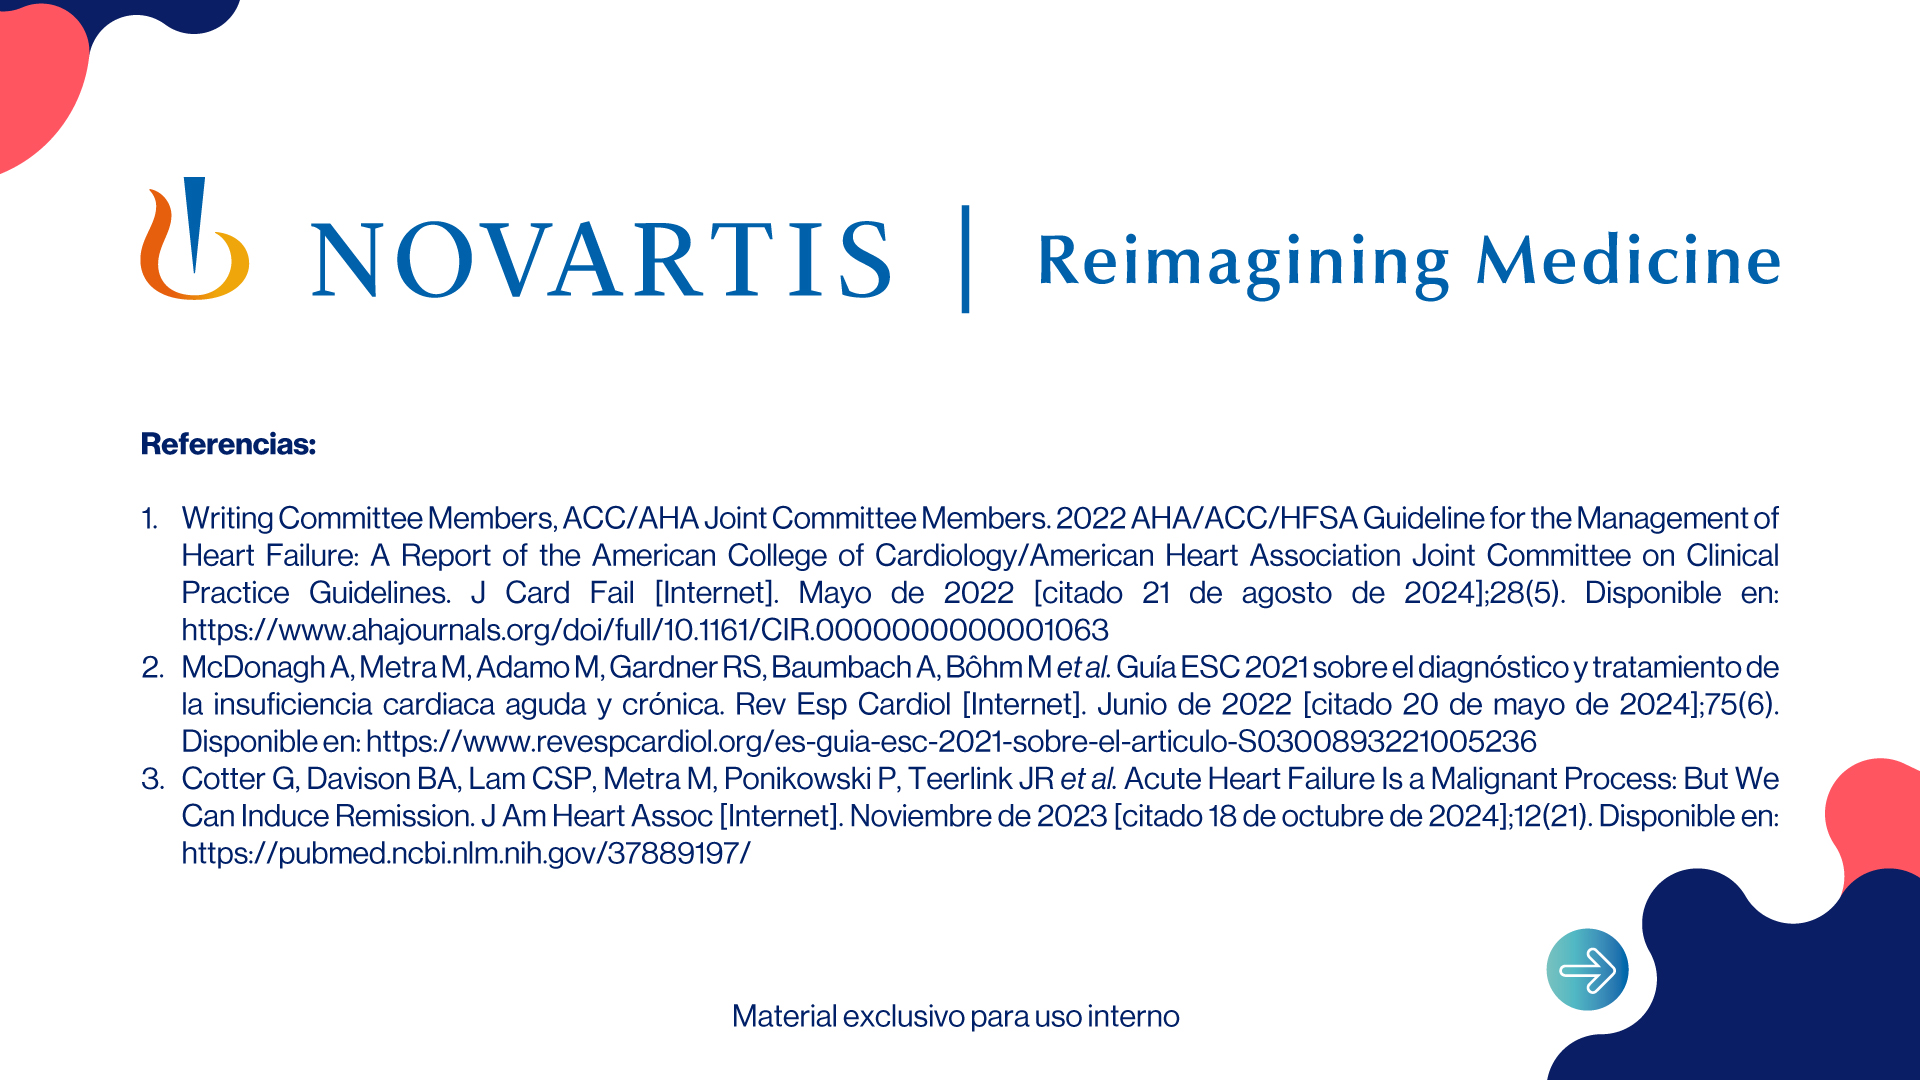 NOVARTIS | Reimagining Medicine
Referencias:
1. Writing Committee Members, ACC/AHA Joint Committee Members. 2022 AHA/ACC/HFSA Guideline for the Management of
Heart Failure: A Report of the American College of Cardiology/American Heart Association Joint Committee on Clinical
Practice Guidelines. J Card Fail [Internet]. Mayo de 2022 [citado 21 de agosto de 2024];28(5). Disponible en:
https://www.ahajournals.org/doi/full/10.1161/CIR.0000000000001063
2. McDonagh A, Metra M, Adamo M, Gardner RS, Baumbach A, Bôhm M et al. Guía ESC 2021 sobre el diagnóstico y tratamiento de
la insuficiencia cardiaca aguda y crónica. Rev Esp Cardiol [Internet]. Junio de 2022 [citado 20 de mayo de 2024];75(6).
Disponible en: https://www.revespcardiol.org/es-guia-esc-2021-sobre-el-articulo-S0300893221005236
3. Cotter G, Davison BA, Lam CSP, Metra M, Ponikowski P, Teerlink JR et al. Acute Heart Failure Is a Malignant Process: But We
Can Induce Remission. J Am Heart Assoc [Internet]. Noviembre de 2023 [citado 18 de octubre de 2024];12(21). Disponible en:
https://pubmed.ncbi.nlm.nih.gov/37889197/
Material exclusivo para uso interno